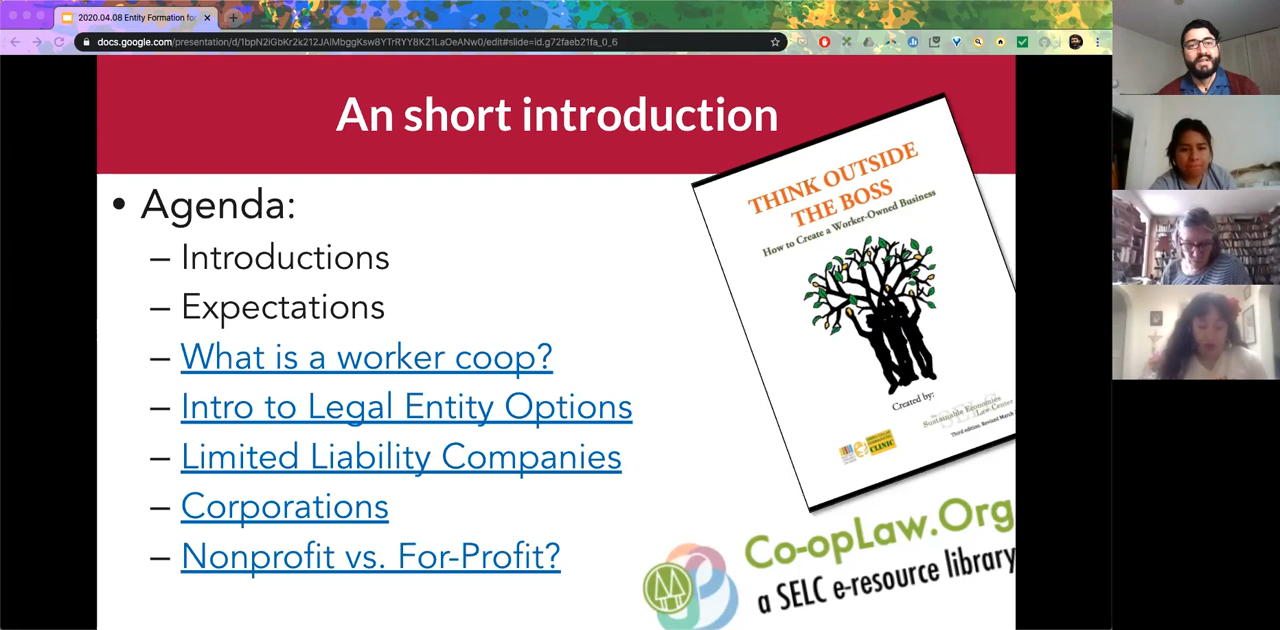 2020.04.08 Entity Formation for
docs.google.com/presentation/d/1bpN2iGbKr2k212JAlMbggKsw8YTrRYY8K21LaOeANw0/edit#slide=id.g72faeb21fa_0_6
An short introduction
• Agenda:
– Introductions
– Expectations
– What is a worker coop?
– Intro to Legal Entity Options
– Limited Liability Companies
– Corporations
– Nonprofit vs. For-Profit?
THINK OUTSIDE
THE BOSS
How to Create a Worker-Owned Business
Created by:
Sustainable Economies
Law Center
Third edition, Revised March
CLINIC
Co-opLaw.Org
a SELC e-resource library